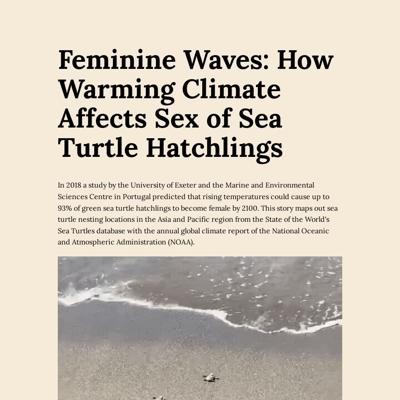 Feminine Waves: How
Warming Climate
Affects Sex of Sea
Turtle Hatchlings
In 2018 a study by the University of Exeter and the Marine and Environmental
Sciences Centre in Portugal predicted that rising temperatures could cause up to
93% of green sea turtle hatchlings to become female by 2100. This story maps out sea
turtle nesting locations in the Asia and Pacific region from the State of the World's
Sea Turtles database with the annual global climate report of the National Oceanic
and Atmospheric Administration (NOAA).